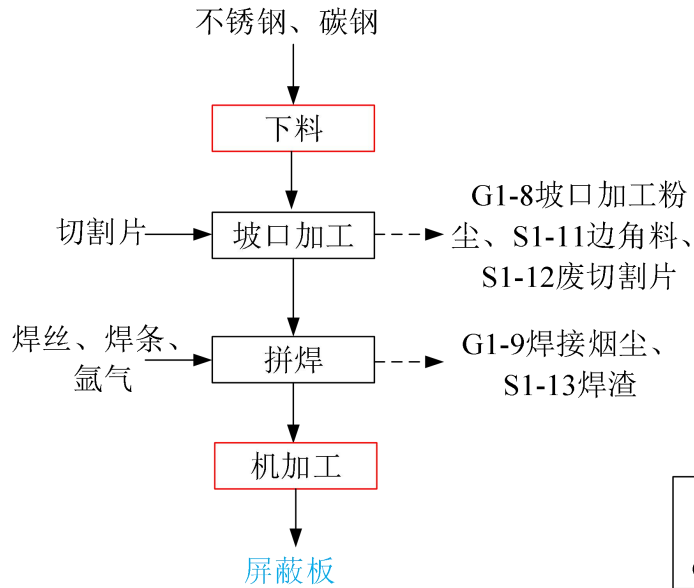 不锈钢、碳钢
下料
切割片
坡口加工
G1-8坡口加工粉
尘、S1-11边角料、
S1-12废切割片
焊丝、焊条、
氩气
拼焊
G1-9焊接烟尘、
S1-13焊渣
机加工
屏蔽板